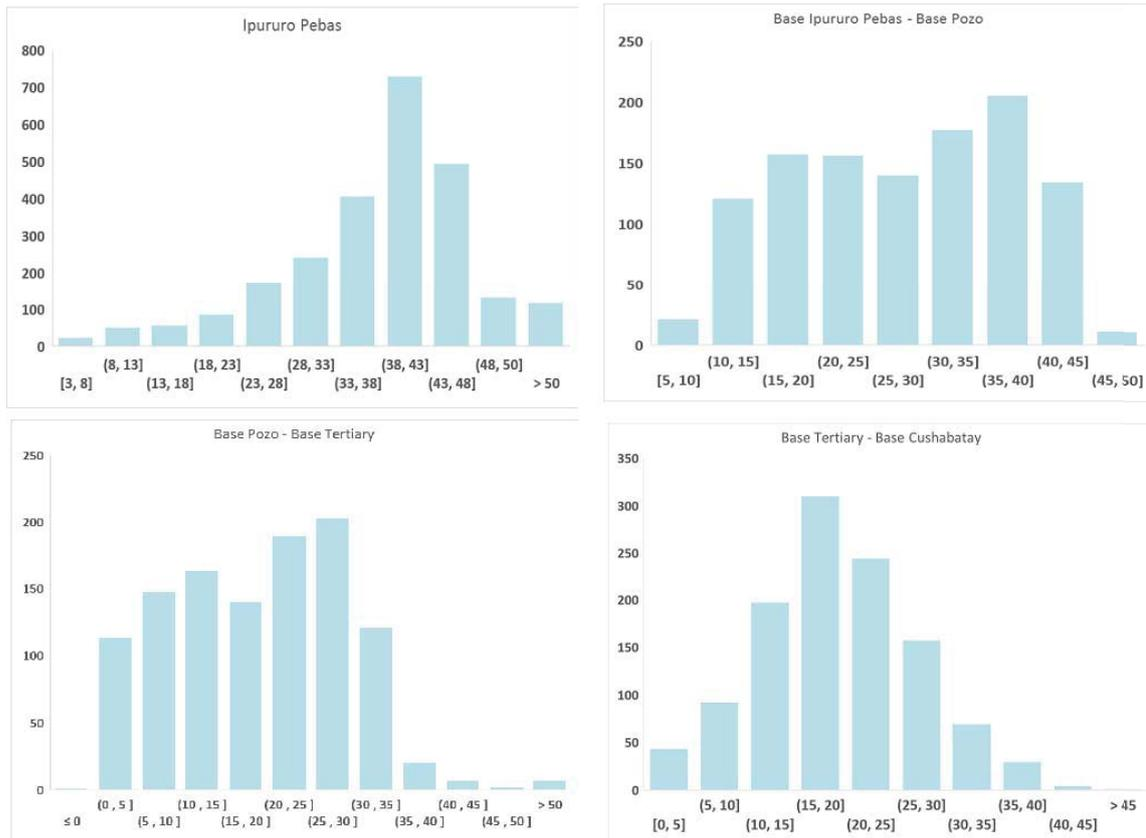 Ipururo Pebas
800
700
600
500
400
300
200
100
0
(8, 13] (18, 23] (28, 33] (38, 43] (48, 50]
[3, 8] (13, 18] (23, 28] (33, 38] (43, 48] > 50
Base Ipururo Pebas - Base Pozo
250
200
150
100
50
0
(10, 15] (20, 25] (30, 35] (40, 45]
[5, 10] (15, 20] (25, 30] (35, 40] (45, 50]
Base Pozo - Base Tertiary
250
200
150
100
50
0
(0 , 5 ] (10 , 15 ] (20 , 25 ] (30 , 35 ] (40 , 45 ] > 50
≤ 0 (5 , 10 ] (15 , 20 ] (25 , 30 ] (35 , 40 ] (45 , 50 ]
Base Tertiary - Base Cushabatay
350
300
250
200
150
100
50
0
(5, 10] (15, 20] (25, 30] (35, 40] > 45
[0, 5] (10, 15] (20, 25] (30, 35] (40, 45]